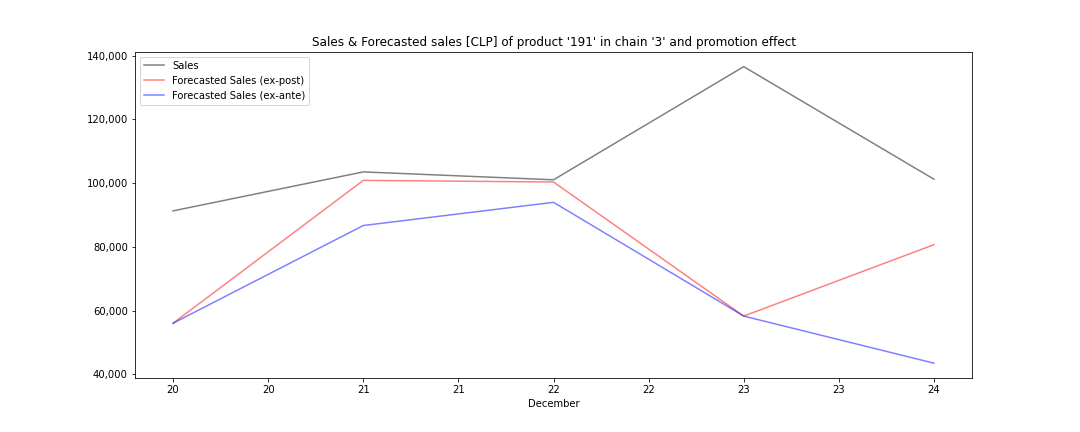 Sales & Forecasted sales [CLP] of product '191' in chain '3' and promotion effect
140,000
120,000
100,000
80,000
60,000
40,000
Sales
Forecasted Sales (ex-post)
Forecasted Sales (ex-ante)
20 20 21 21 22 22 23 23 24
December